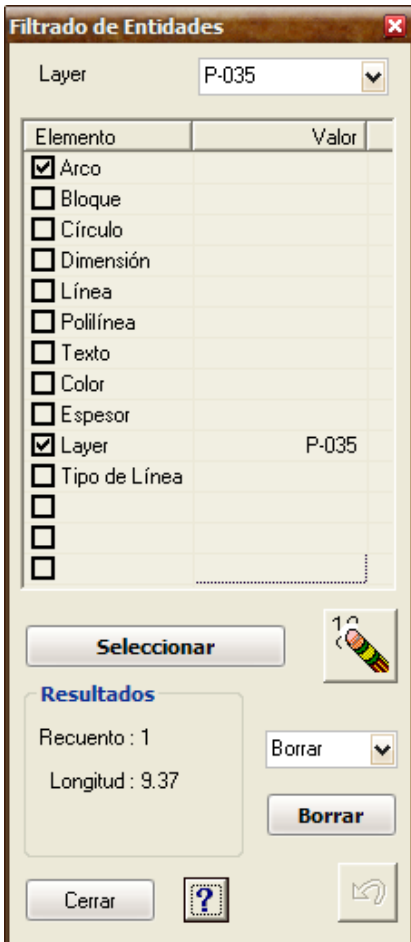 Filtrado de Entidades
Layer P-035
Elemento Valor
Arco
Bloque
Círculo
Dimensión
Línea
Polilínea
Texto
Color
Espesor
Layer P-035
Tipo de Línea
Seleccionar
Resultados
Recuento : 1
Longitud : 9.37
Borrar
Borrar
Cerrar
?